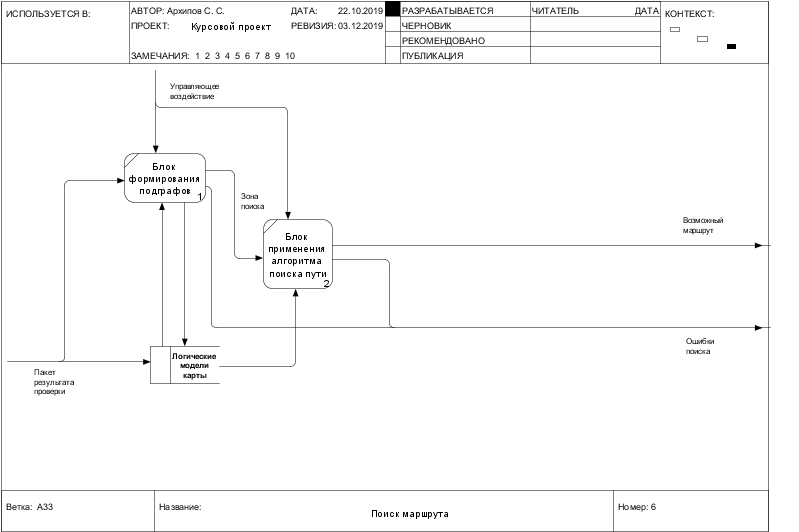 ИСПОЛЬЗУЕТСЯ В:
АВТОР: Архипов С. С.
ДАТА: 22.10.2019
ПРОЕКТ: Курсовой проект
РЕВИЗИЯ: 03.12.2019
ЗАМЕЧАНИЯ: 1 2 3 4 5 6 7 8 9 10
РАЗРАБАТЫВАЕТСЯ
ЧЕРНОВИК
РЕКОМЕНДОВАНО
ПУБЛИКАЦИЯ
ЧИТАТЕЛЬ ДАТА
КОНТЕКСТ:
Управляющее
воздействие
Блок
формирования
подграфов
1
Зона
поиска
Блок
применения
алгоритма
поиска пути
2
Возможный
маршрут
Ошибки
поиска
Логические
модели
карты
Пакет
результата
проверки
Ветка: A33
Название:
Поиск маршрута
Номер: 6